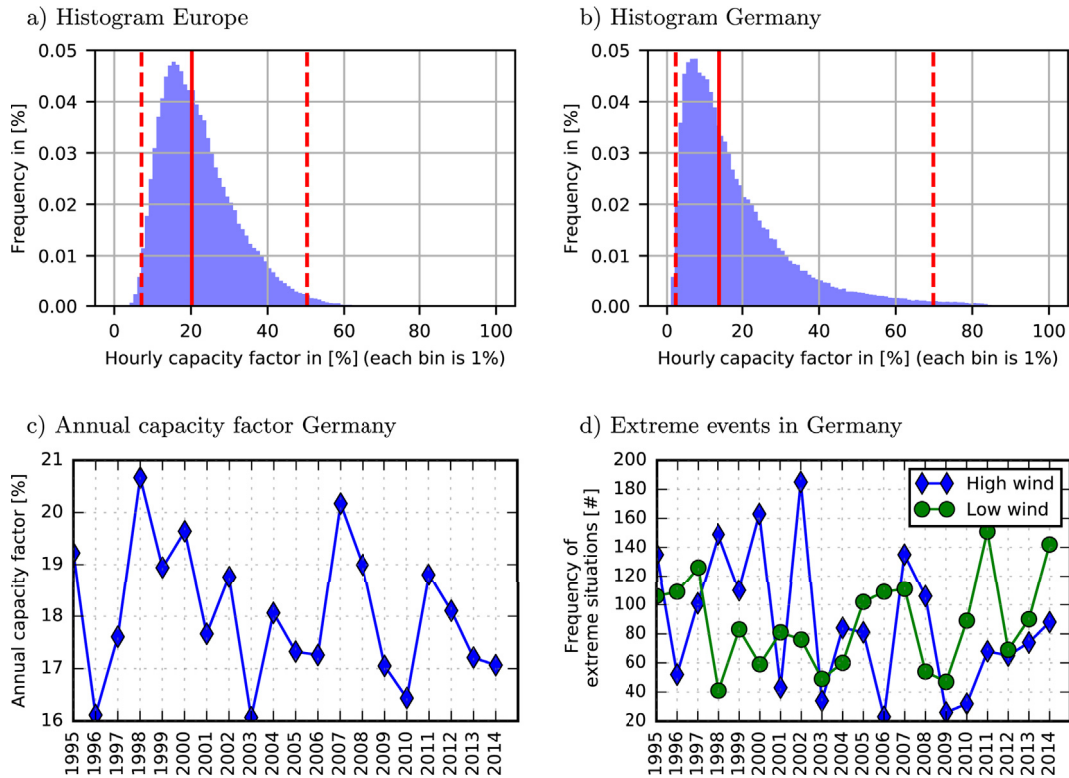 a) Histogram Europe
b) Histogram Germany
0.05
0.04
0.03
0.02
0.01
0.00
Frequency in [%]
0 20 40 60 80 100
Hourly capacity factor in [%] (each bin is 1%)
0.05
0.04
0.03
0.02
0.01
0.00
Frequency in [%]
0 20 40 60 80 100
Hourly capacity factor in [%] (each bin is 1%)
c) Annual capacity factor Germany
d) Extreme events in Germany
21
20
19
18
17
16
Annual capacity factor [%]
1995 1996 1997 1998 1999 2000 2001 2002 2003 2004 2005 2006 2007 2008 2009 2010 2011 2012 2013 2014
200
180
160
140
120
100
80
60
40
20
Frequency of
extreme situations [#]
High wind
Low wind
1995 1996 1997 1998 1999 2000 2001 2002 2003 2004 2005 2006 2007 2008 2009 2010 2011 2012 2013 2014